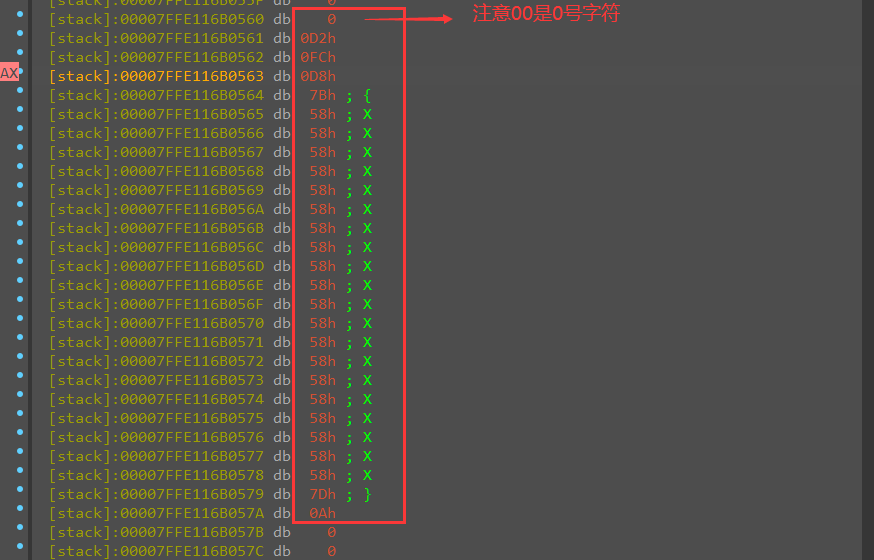 [stack]:00007FFE116B055F db 0
[stack]:00007FFE116B0560 db 0 注意00是0号字符
[stack]:00007FFE116B0561 db 0D2h
[stack]:00007FFE116B0562 db 0FCh
AX [stack]:00007FFE116B0563 db 0D8h
[stack]:00007FFE116B0564 db 7Bh ; {
[stack]:00007FFE116B0565 db 58h ; X
[stack]:00007FFE116B0566 db 58h ; X
[stack]:00007FFE116B0567 db 58h ; X
[stack]:00007FFE116B0568 db 58h ; X
[stack]:00007FFE116B0569 db 58h ; X
[stack]:00007FFE116B056A db 58h ; X
[stack]:00007FFE116B056B db 58h ; X
[stack]:00007FFE116B056C db 58h ; X
[stack]:00007FFE116B056D db 58h ; X
[stack]:00007FFE116B056E db 58h ; X
[stack]:00007FFE116B056F db 58h ; X
[stack]:00007FFE116B0570 db 58h ; X
[stack]:00007FFE116B0571 db 58h ; X
[stack]:00007FFE116B0572 db 58h ; X
[stack]:00007FFE116B0573 db 58h ; X
[stack]:00007FFE116B0574 db 58h ; X
[stack]:00007FFE116B0575 db 58h ; X
[stack]:00007FFE116B0576 db 58h ; X
[stack]:00007FFE116B0577 db 58h ; X
[stack]:00007FFE116B0578 db 58h ; X
[stack]:00007FFE116B0579 db 7Dh ; }
[stack]:00007FFE116B057A db 0Ah
[stack]:00007FFE116B057B db 0
[stack]:00007FFE116B057C db 0